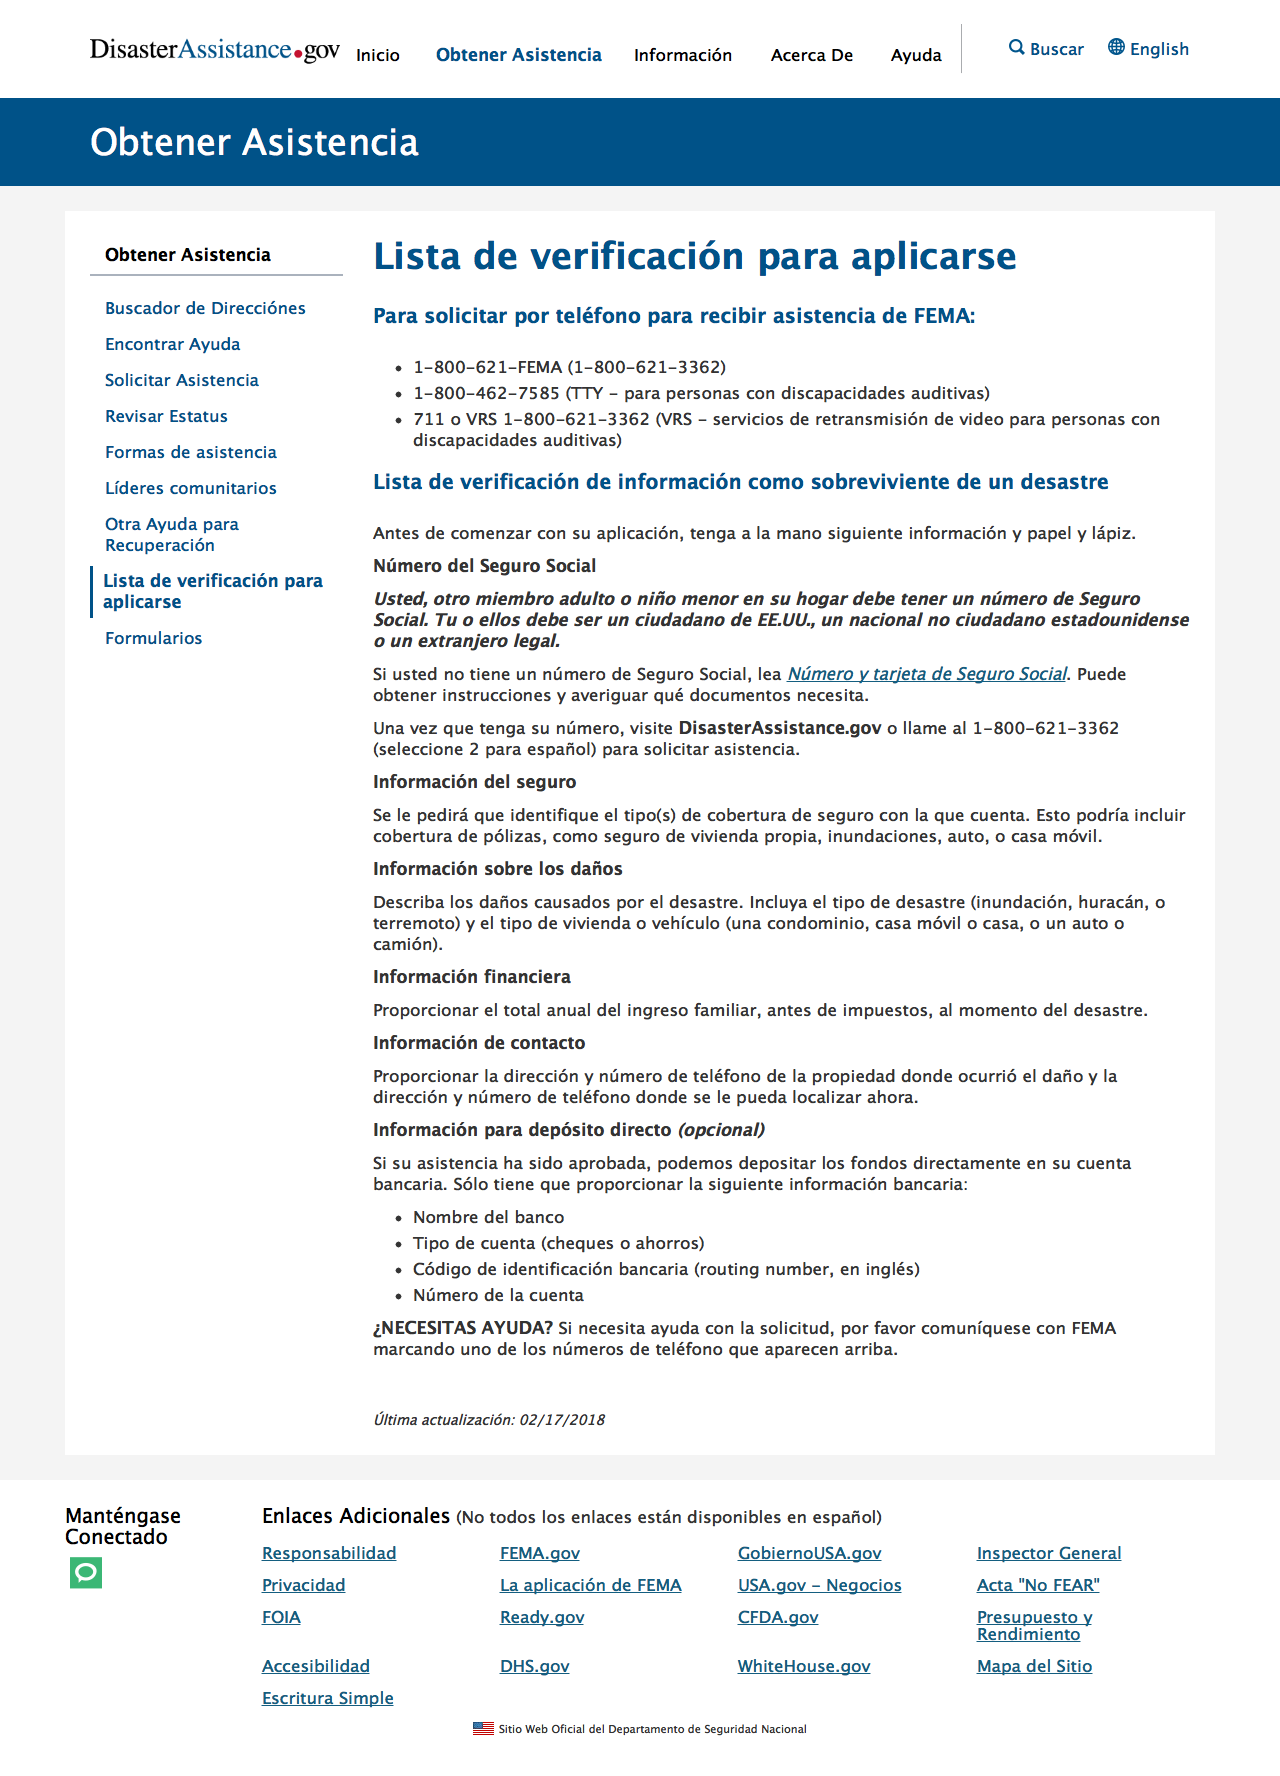 DisasterAssistance.gov
Inicio
Obtener Asistencia
Información
Acerca De
Ayuda
Buscar
English
Obtener Asistencia
Obtener Asistencia
Buscador de Direcciónes
Encontrar Ayuda
Solicitar Asistencia
Revisar Estatus
Formas de asistencia
Líderes comunitarios
Otra Ayuda para
Recuperación
Lista de verificación para
aplicarse
Formularios
Lista de verificación para aplicarse
Para solicitar por teléfono para recibir asistencia de FEMA:
• 1-800-621-FEMA (1-800-621-3362)
• 1-800-462-7585 (TTY - para personas con discapacidades auditivas)
• 711 o VRS 1-800-621-3362 (VRS - servicios de retransmisión de video para personas con
discapacidades auditivas)
Lista de verificación de información como sobreviviente de un desastre
Antes de comenzar con su aplicación, tenga a la mano siguiente información y papel y lápiz.
Número del Seguro Social
Usted, otro miembro adulto o niño menor en su hogar debe tener un número de Seguro
Social. Tu o ellos debe ser un ciudadano de EE.UU., un nacional no ciudadano estadounidense
o un extranjero legal.
Si usted no tiene un número de Seguro Social, lea Número y tarjeta de Seguro Social. Puede
obtener instrucciones y averiguar qué documentos necesita.
Una vez que tenga su número, visite DisasterAssistance.gov o llame al 1-800-621-3362
(seleccione 2 para español) para solicitar asistencia.
Información del seguro
Se le pedirá que identifique el tipo(s) de cobertura de seguro con la que cuenta. Esto podría incluir
cobertura de pólizas, como seguro de vivienda propia, inundaciones, auto, o casa móvil.
Información sobre los daños
Describa los daños causados por el desastre. Incluya el tipo de desastre (inundación, huracán, o
terremoto) y el tipo de vivienda o vehículo (una condominio, casa móvil o casa, o un auto o
camión).
Información financiera
Proporcionar el total anual del ingreso familiar, antes de impuestos, al momento del desastre.
Información de contacto
Proporcionar la dirección y número de teléfono de la propiedad donde ocurrió el daño y la
dirección y número de teléfono donde se le pueda localizar ahora.
Información para depósito directo (opcional)
Si su asistencia ha sido aprobada, podemos depositar los fondos directamente en su cuenta
bancaria. Sólo tiene que proporcionar la siguiente información bancaria:
• Nombre del banco
• Tipo de cuenta (cheques o ahorros)
• Código de identificación bancaria (routing number, en inglés)
• Número de la cuenta
¿NECESITAS AYUDA? Si necesita ayuda con la solicitud, por favor comuníquese con FEMA
marcando uno de los números de teléfono que aparecen arriba.
Última actualización: 02/17/2018
Manténgase
Conectado
Enlaces Adicionales (No todos los enlaces están disponibles en español)
Responsabilidad
FEMA.gov
GobiernoUSA.gov
Inspector General
Privacidad
La aplicación de FEMA
USA.gov - Negocios
Acta "No FEAR"
FOIA
Ready.gov
CFDA.gov
Presupuesto y
Rendimiento
Accesibilidad
DHS.gov
WhiteHouse.gov
Mapa del Sitio
Escritura Simple
Sitio Web Oficial del Departamento de Seguridad Nacional